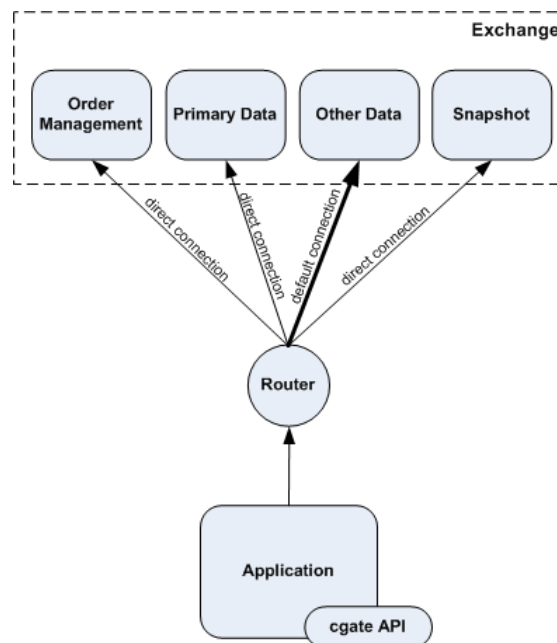 Exchange
Order
Management
Primary Data
Other Data
Snapshot
direct connection
direct connection
default connection
direct connection
Router
Application
cgate API